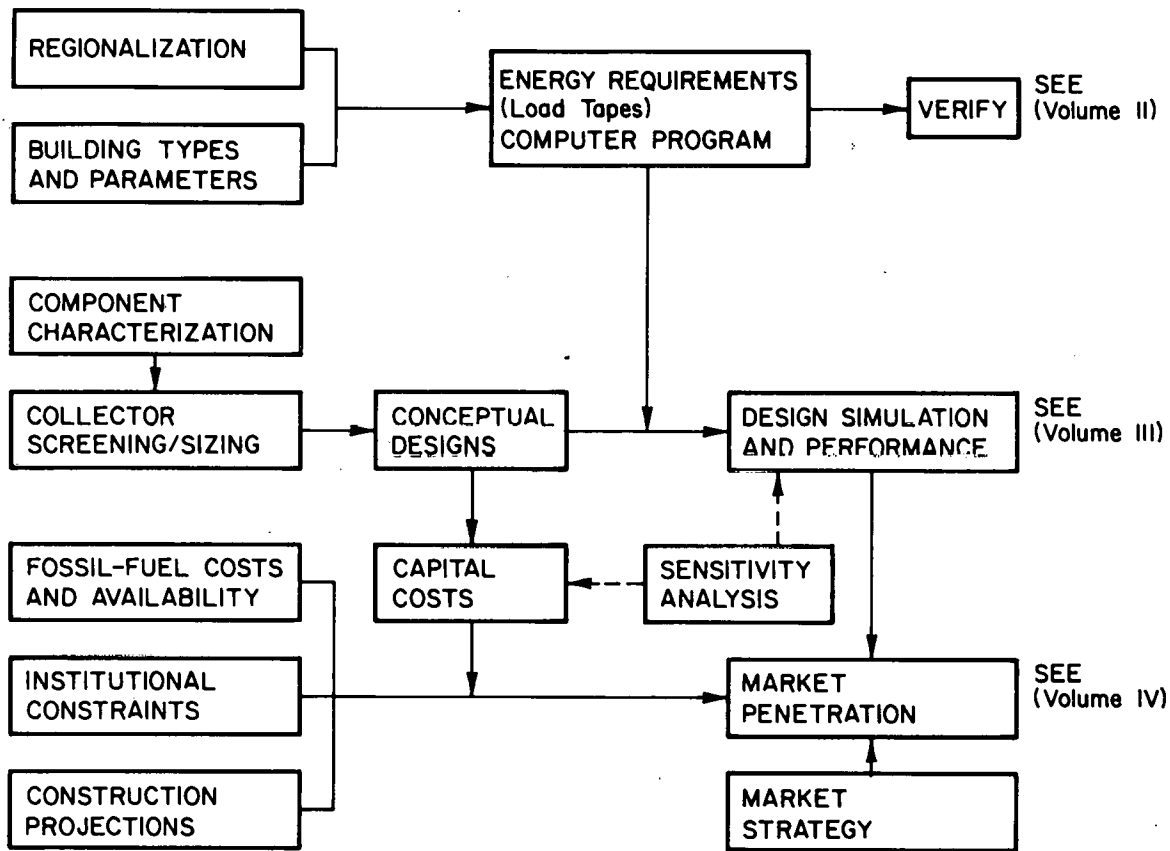 REGIONALIZATION
BUILDING TYPES
AND PARAMETERS
ENERGY REQUIREMENTS
(Load Tapes)
COMPUTER PROGRAM
VERIFY
SEE
(Volume II)
COMPONENT
CHARACTERIZATION
COLLECTOR
SCREENING/SIZING
CONCEPTUAL
DESIGNS
DESIGN SIMULATION
AND PERFORMANCE
SEE
(Volume III)
FOSSIL-FUEL COSTS
AND AVAILABILITY
CAPITAL
COSTS
SENSITIVITY
ANALYSIS
INSTITUTIONAL
CONSTRAINTS
MARKET
PENETRATION
SEE
(Volume IV)
CONSTRUCTION
PROJECTIONS
MARKET
STRATEGY